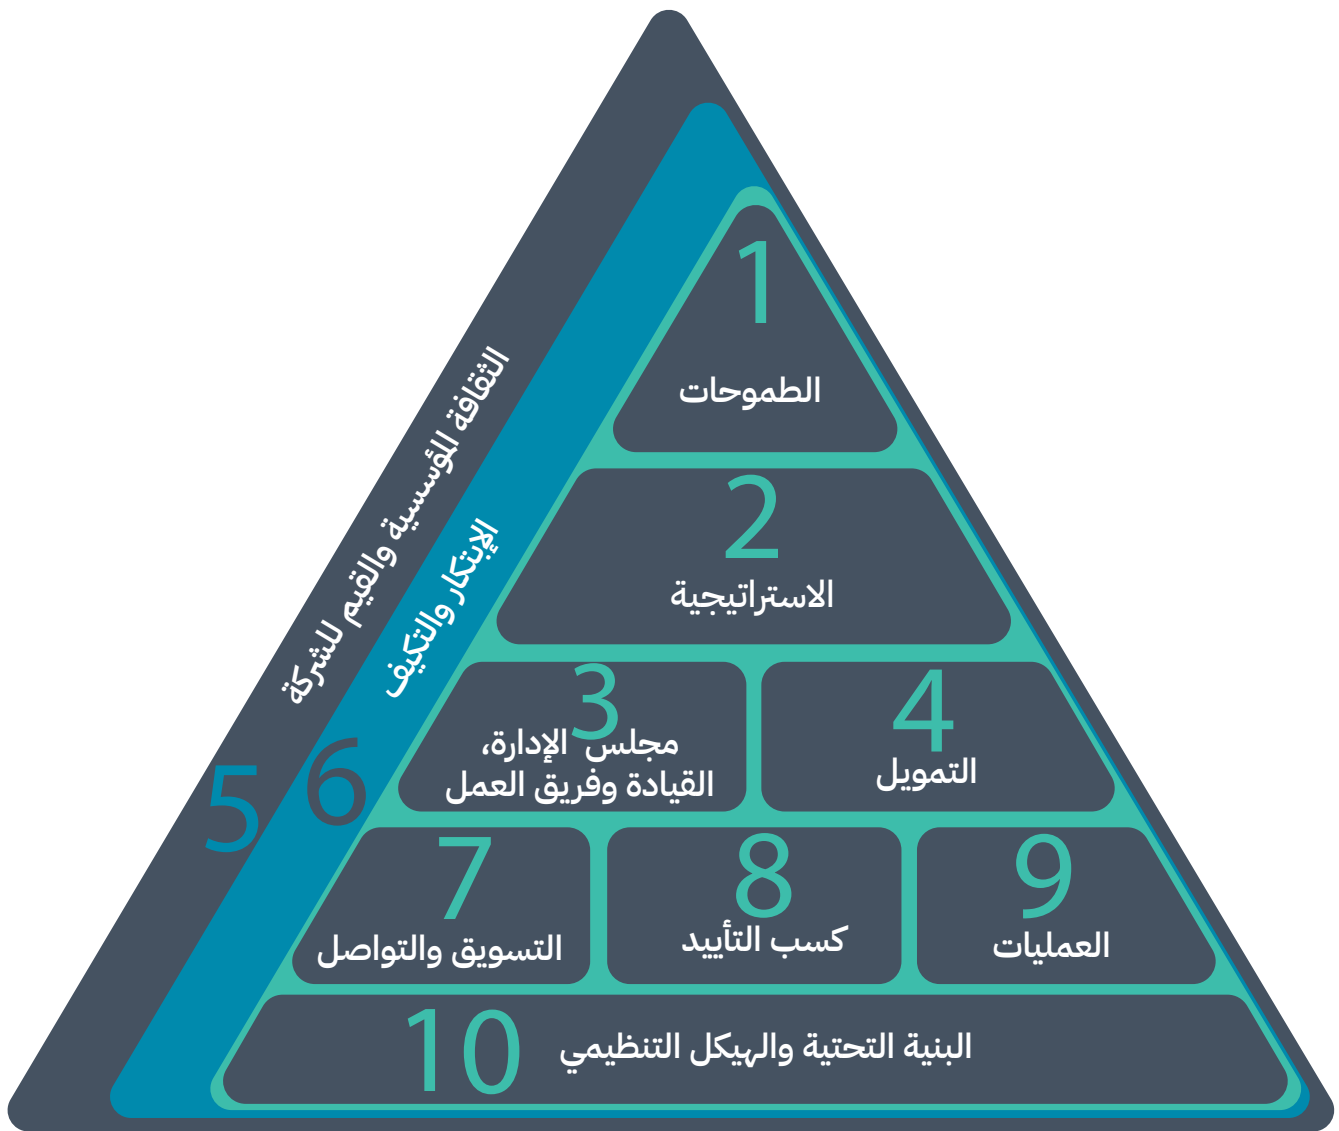 1
الطموحات
2
الاستراتيجية
3
مجلس الإدارة،
القيادة وفريق العمل
4
التمويل
5
الثقافة المؤسسية والقيم للشركة
6
الإبتكار والتكيف
7
التسويق والتواصل
8
كسب التأييد
9
العمليات
10
البنية التحتية والهيكل التنظيمي